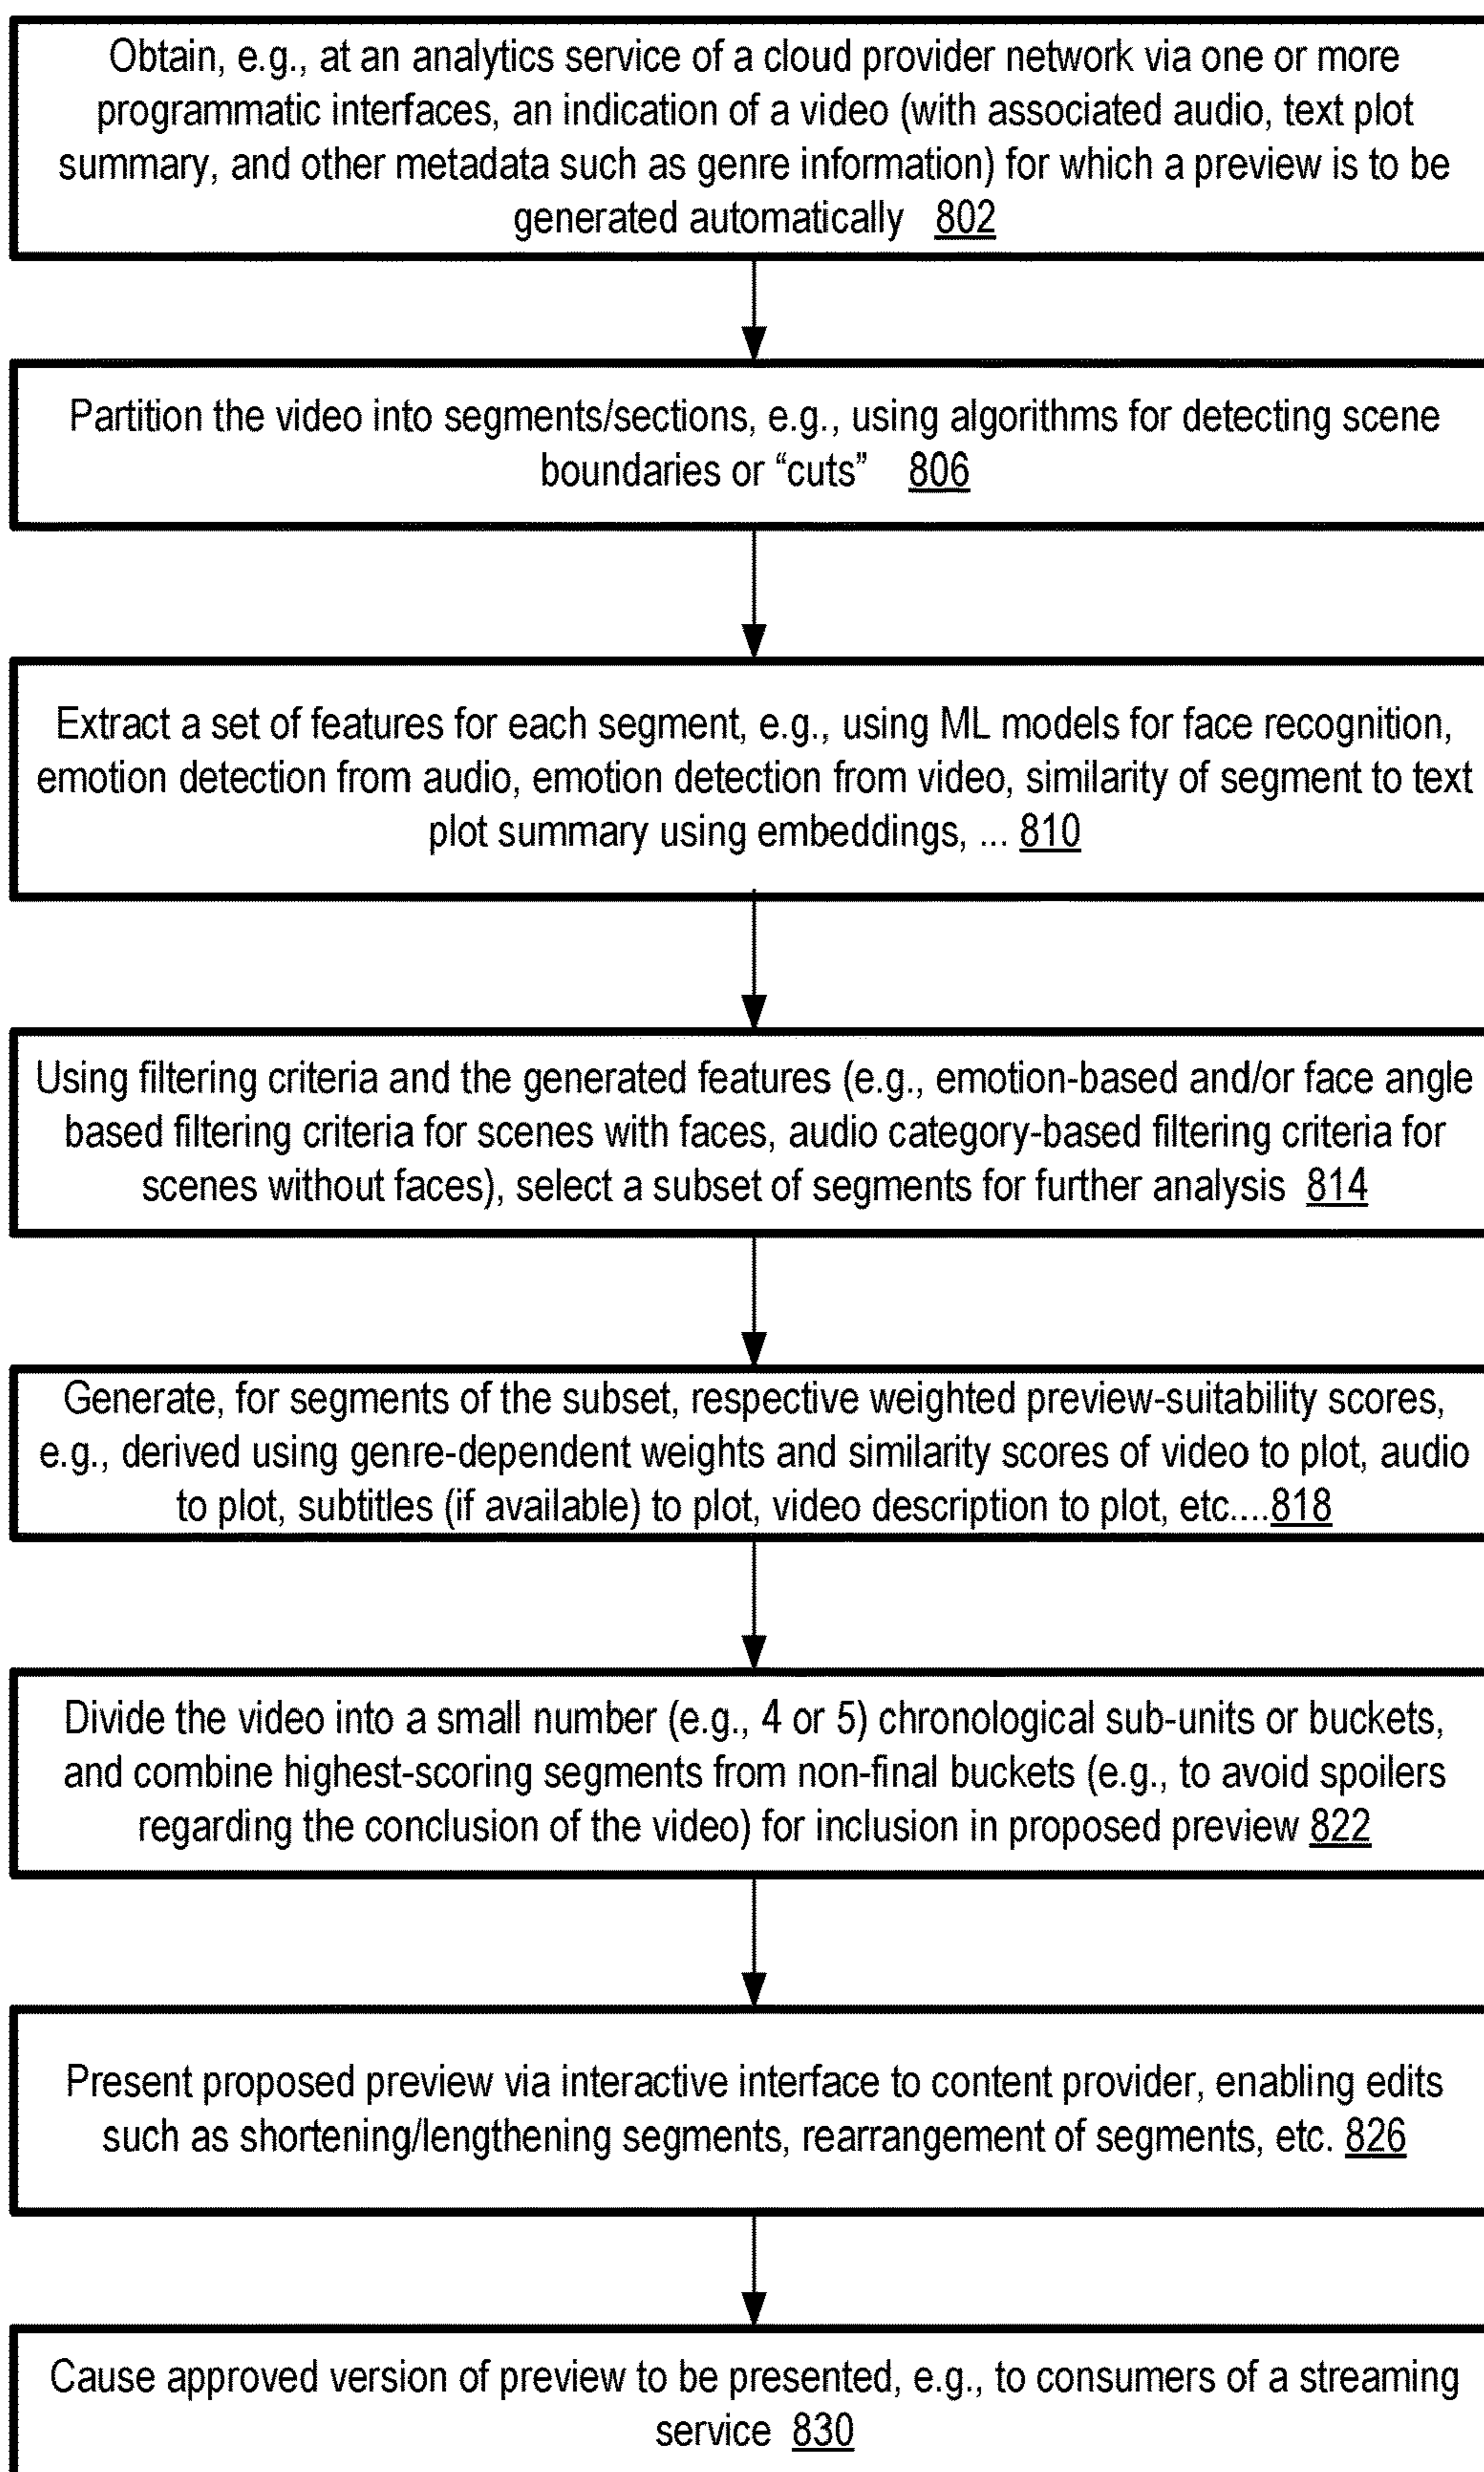 Obtain, e.g., at an analytics service of a cloud provider network via one or more
programmatic interfaces, an indication of a video (with associated audio, text plot
summary, and other metadata such as genre information) for which a preview is to be
generated automatically 802
Partition the video into segments/sections, e.g., using algorithms for detecting scene
boundaries or “cuts” 806
Extract a set of features for each segment, e.g., using ML models for face recognition,
emotion detection from audio, emotion detection from video, similarity of segment to text
plot summary using embeddings, ... 810
Using filtering criteria and the generated features (e.g., emotion-based and/or face angle
based filtering criteria for scenes with faces, audio category-based filtering criteria for
scenes without faces), select a subset of segments for further analysis 814
Generate, for segments of the subset, respective weighted preview-suitability scores,
e.g., derived using genre-dependent weights and similarity scores of video to plot, audio
to plot, subtitles (if available) to plot, video description to plot, etc....818
Divide the video into a small number (e.g., 4 or 5) chronological sub-units or buckets,
and combine highest-scoring segments from non-final buckets (e.g., to avoid spoilers
regarding the conclusion of the video) for inclusion in proposed preview 822
Present proposed preview via interactive interface to content provider, enabling edits
such as shortening/lengthening segments, rearrangement of segments, etc. 826
Cause approved version of preview to be presented, e.g., to consumers of a streaming
service 830